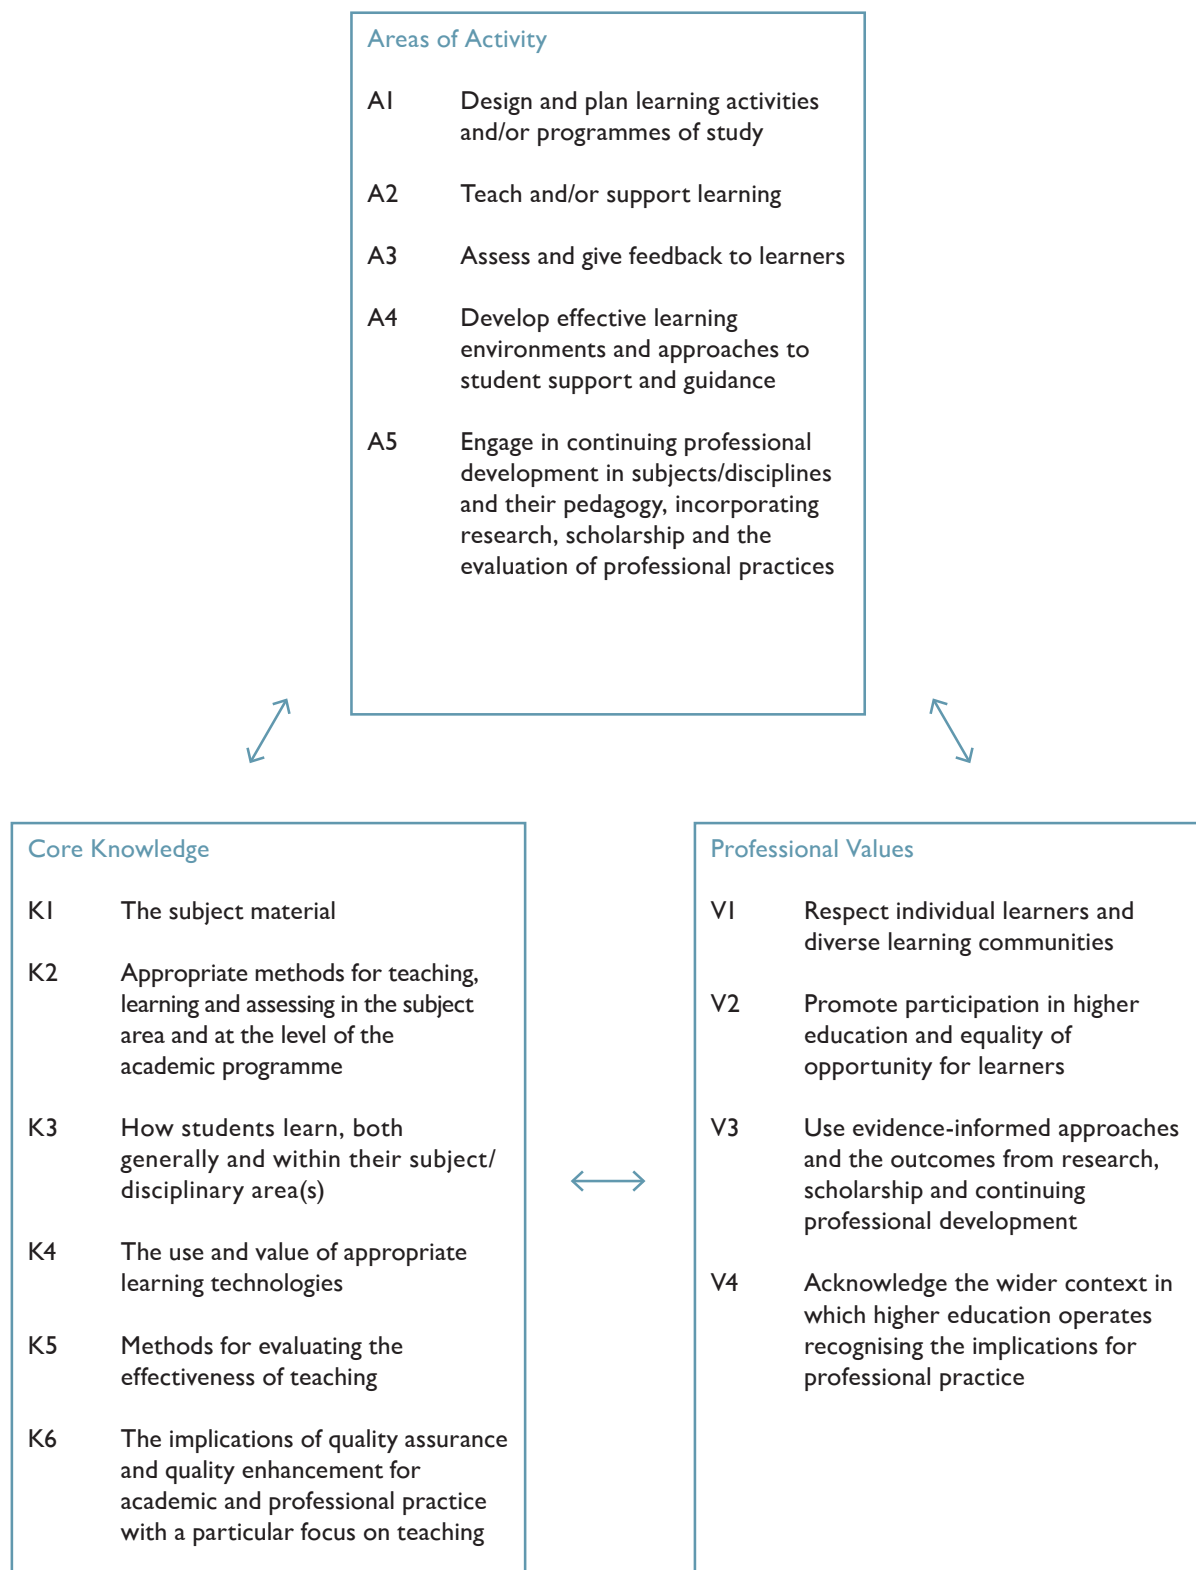 Areas of Activity
A1 Design and plan learning activities
and/or programmes of study
A2 Teach and/or support learning
A3 Assess and give feedback to learners
A4 Develop effective learning
environments and approaches to
student support and guidance
A5 Engage in continuing professional
development in subjects/disciplines
and their pedagogy, incorporating
research, scholarship and the
evaluation of professional practices
Core Knowledge
K1 The subject material
K2 Appropriate methods for teaching,
learning and assessing in the subject
area and at the level of the
academic programme
K3 How students learn, both
generally and within their subject/
disciplinary area(s)
K4 The use and value of appropriate
learning technologies
K5 Methods for evaluating the
effectiveness of teaching
K6 The implications of quality assurance
and quality enhancement for
academic and professional practice
with a particular focus on teaching
Professional Values
V1 Respect individual learners and
diverse learning communities
V2 Promote participation in higher
education and equality of
opportunity for learners
V3 Use evidence-informed approaches
and the outcomes from research,
scholarship and continuing
professional development
V4 Acknowledge the wider context in
which higher education operates
recognising the implications for
professional practice